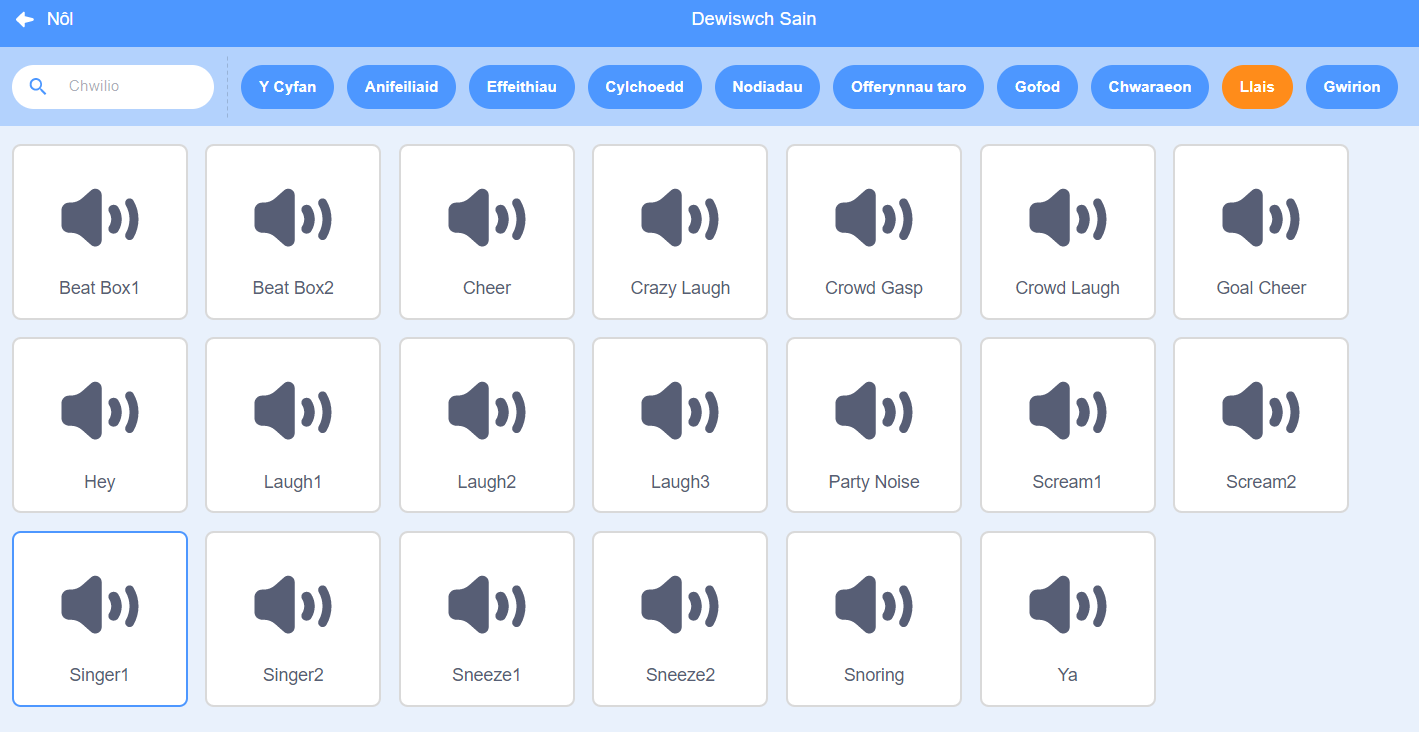 Nôl
Dewiswch Sain
Chwilio
Y Cyfan
Anifeiliaid
Effeithiau
Cylchoedd
Nodiadau
Offerynnau taro
Gofod
Chwaraeon
Llais
Gwirion
Beat Box1
Beat Box2
Cheer
Crazy Laugh
Crowd Gasp
Crowd Laugh
Goal Cheer
Hey
Laugh1
Laugh2
Laugh3
Party Noise
Scream1
Scream2
Singer1
Singer2
Sneeze1
Sneeze2
Snoring
Ya